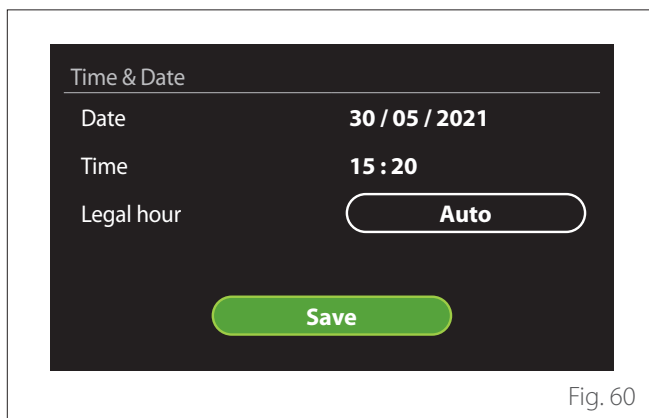 Time & Date
Date 30 / 05 / 2021
Time 15 : 20
Legal hour Auto
Save
Fig. 60